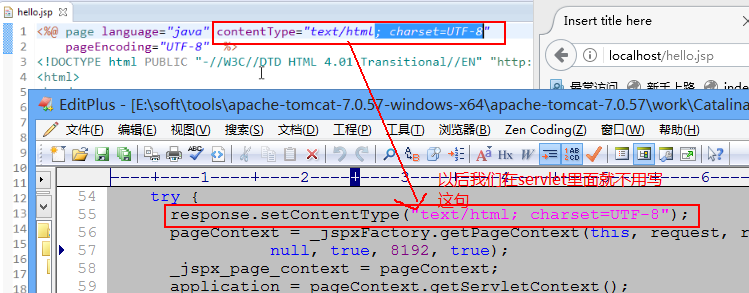 hello.jsp
1 <%@ page language="java" contentType="text/html; charset=UTF-8"
2 pageEncoding="UTF-8" %>
3 <!DOCTYPE html PUBLIC "-//W3C//DTD HTML 4.01 Transitional//EN" "http:
4 <html>
Insert title here
localhost/hello.jsp
最常访问 新手上路
EditPlus - [E:\soft\tools\apache-tomcat-7.0.57-windows-x64\apache-tomcat-7.0.57\work\Catalina
文件(F) 编辑(E) 视图(V) 搜索(S) 文档(D) 工程(P) 工具(T) 浏览器(B) Zen Coding(Z) 窗口(W) 帮助(H)
----+----1----+----2----+----3----+----4----+----5----+----6----
以后我们在servlet里面就不用写
这句
54 try {
55 response.setContentType("text/html; charset=UTF-8");
56 pageContext = _jspxFactory.getPageContext(this, request, r
57 null, true, 8192, true);
58 _jspx_page_context = pageContext;
59 application = pageContext.getServletContext();